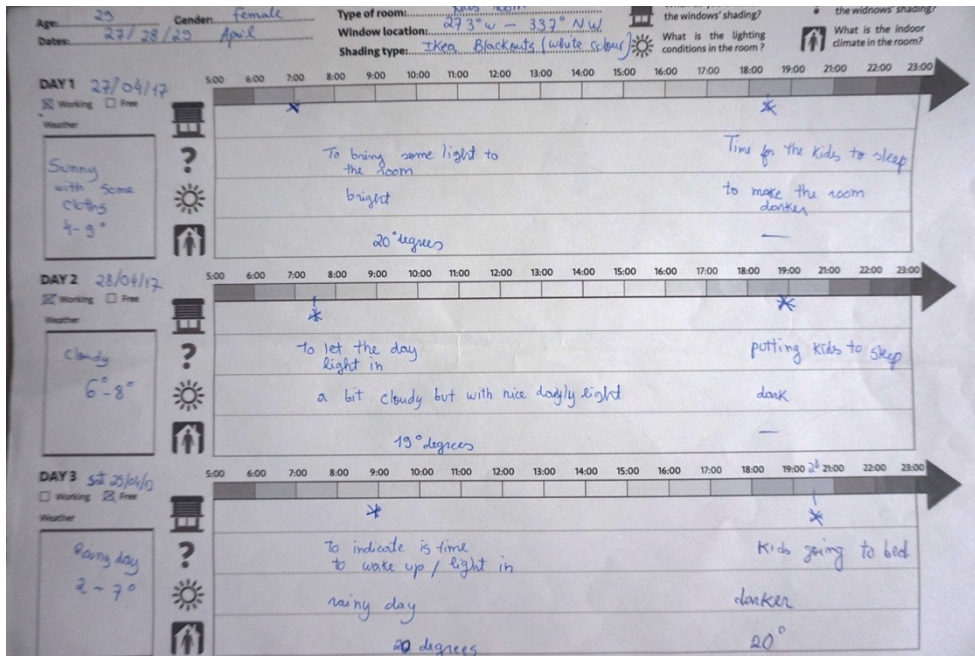 Age: 29 Gender: Female Type of room: Kids room
Dates: 27/28/29 April Window location: 273° W – 337° NW
Shading type: Ikea Blackouts (white colour)
the windows' shading?
the widnows' shading?
What is the lighting conditions in the room?
What is the indoor climate in the room?
DAY 1 27/04/17
Working Free
Weather
Sunny
with some
cloths
4-9°
5:00 6:00 7:00 8:00 9:00 10:00 11:00 12:00 13:00 14:00 15:00 16:00 17:00 18:00 19:00 21:00 22:00 23:00
To bring some light to
the room
Time for the kids to sleep
bright
to make the room
darker
20° degrees
—
DAY 2 28/04/17
Working Free
Weather
Cloudy
6°-8°
5:00 6:00 7:00 8:00 9:00 10:00 11:00 12:00 13:00 14:00 15:00 16:00 17:00 18:00 19:00 21:00 22:00 23:00
to let the day
light in
putting kids to sleep
a bit cloudy but with nice dayly light
dark
19° degrees
—
DAY 3 Sat 29/04/17
Working Free
Weather
Rainy day
2 - 7°
5:00 6:00 7:00 8:00 9:00 10:00 11:00 12:00 13:00 14:00 15:00 16:00 17:00 18:00 19:00 21:00 22:00 23:00
To indicate is time
to wake up / light in
Kids going to bed
rainy day
darker
20 degrees
20°